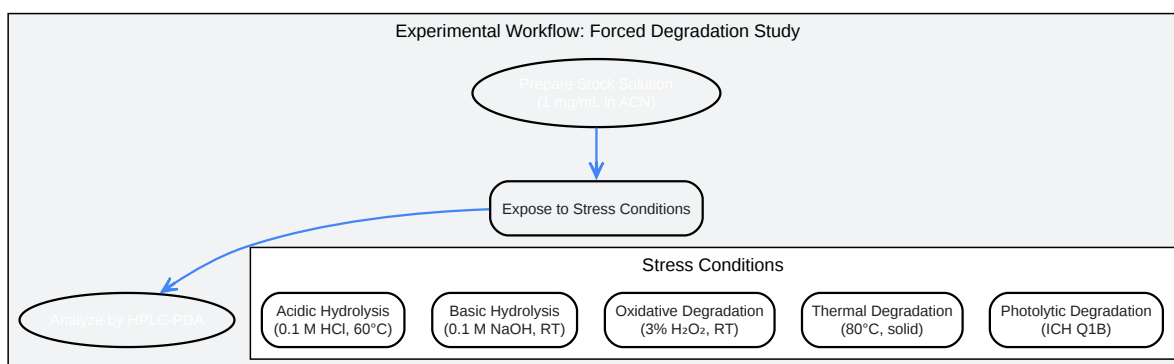 Experimental Workflow: Forced Degradation Study
Prepare Stock Solution
(1 mg/mL in ACN)
Expose to Stress Conditions
Stress Conditions
Analyze by HPLC-PDA
Acidic Hydrolysis
(0.1 M HCl, 60°C)
Basic Hydrolysis
(0.1 M NaOH, RT)
Oxidative Degradation
(3% H₂O₂, RT)
Thermal Degradation
(80°C, solid)
Photolytic Degradation
(ICH Q1B)